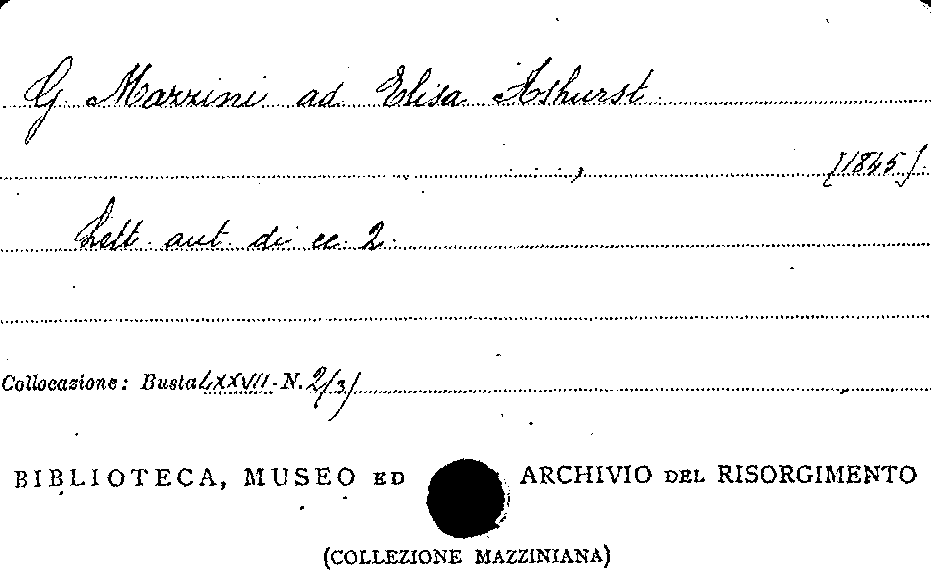 G. Mazzini ad Elisa Ashurst
, [1845].
Lett. aut. di cc. 2.
Collocazione: Busta LXXVII - N. 2/3)
BIBLIOTECA, MUSEO ED ARCHIVIO DEL RISORGIMENTO
(COLLEZIONE MAZZINIANA)